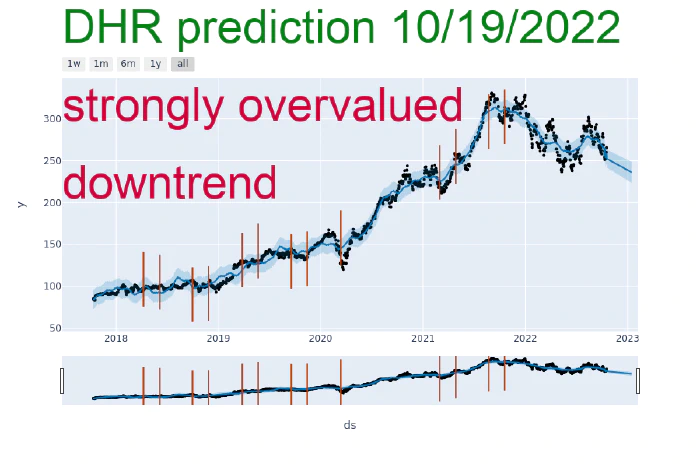 DHR prediction 10/19/2022
1w 1m 6m 1y all
strongly overvalued
downtrend
300
250
200
150
100
50
y
2018 2019 2020 2021 2022 2023
ds